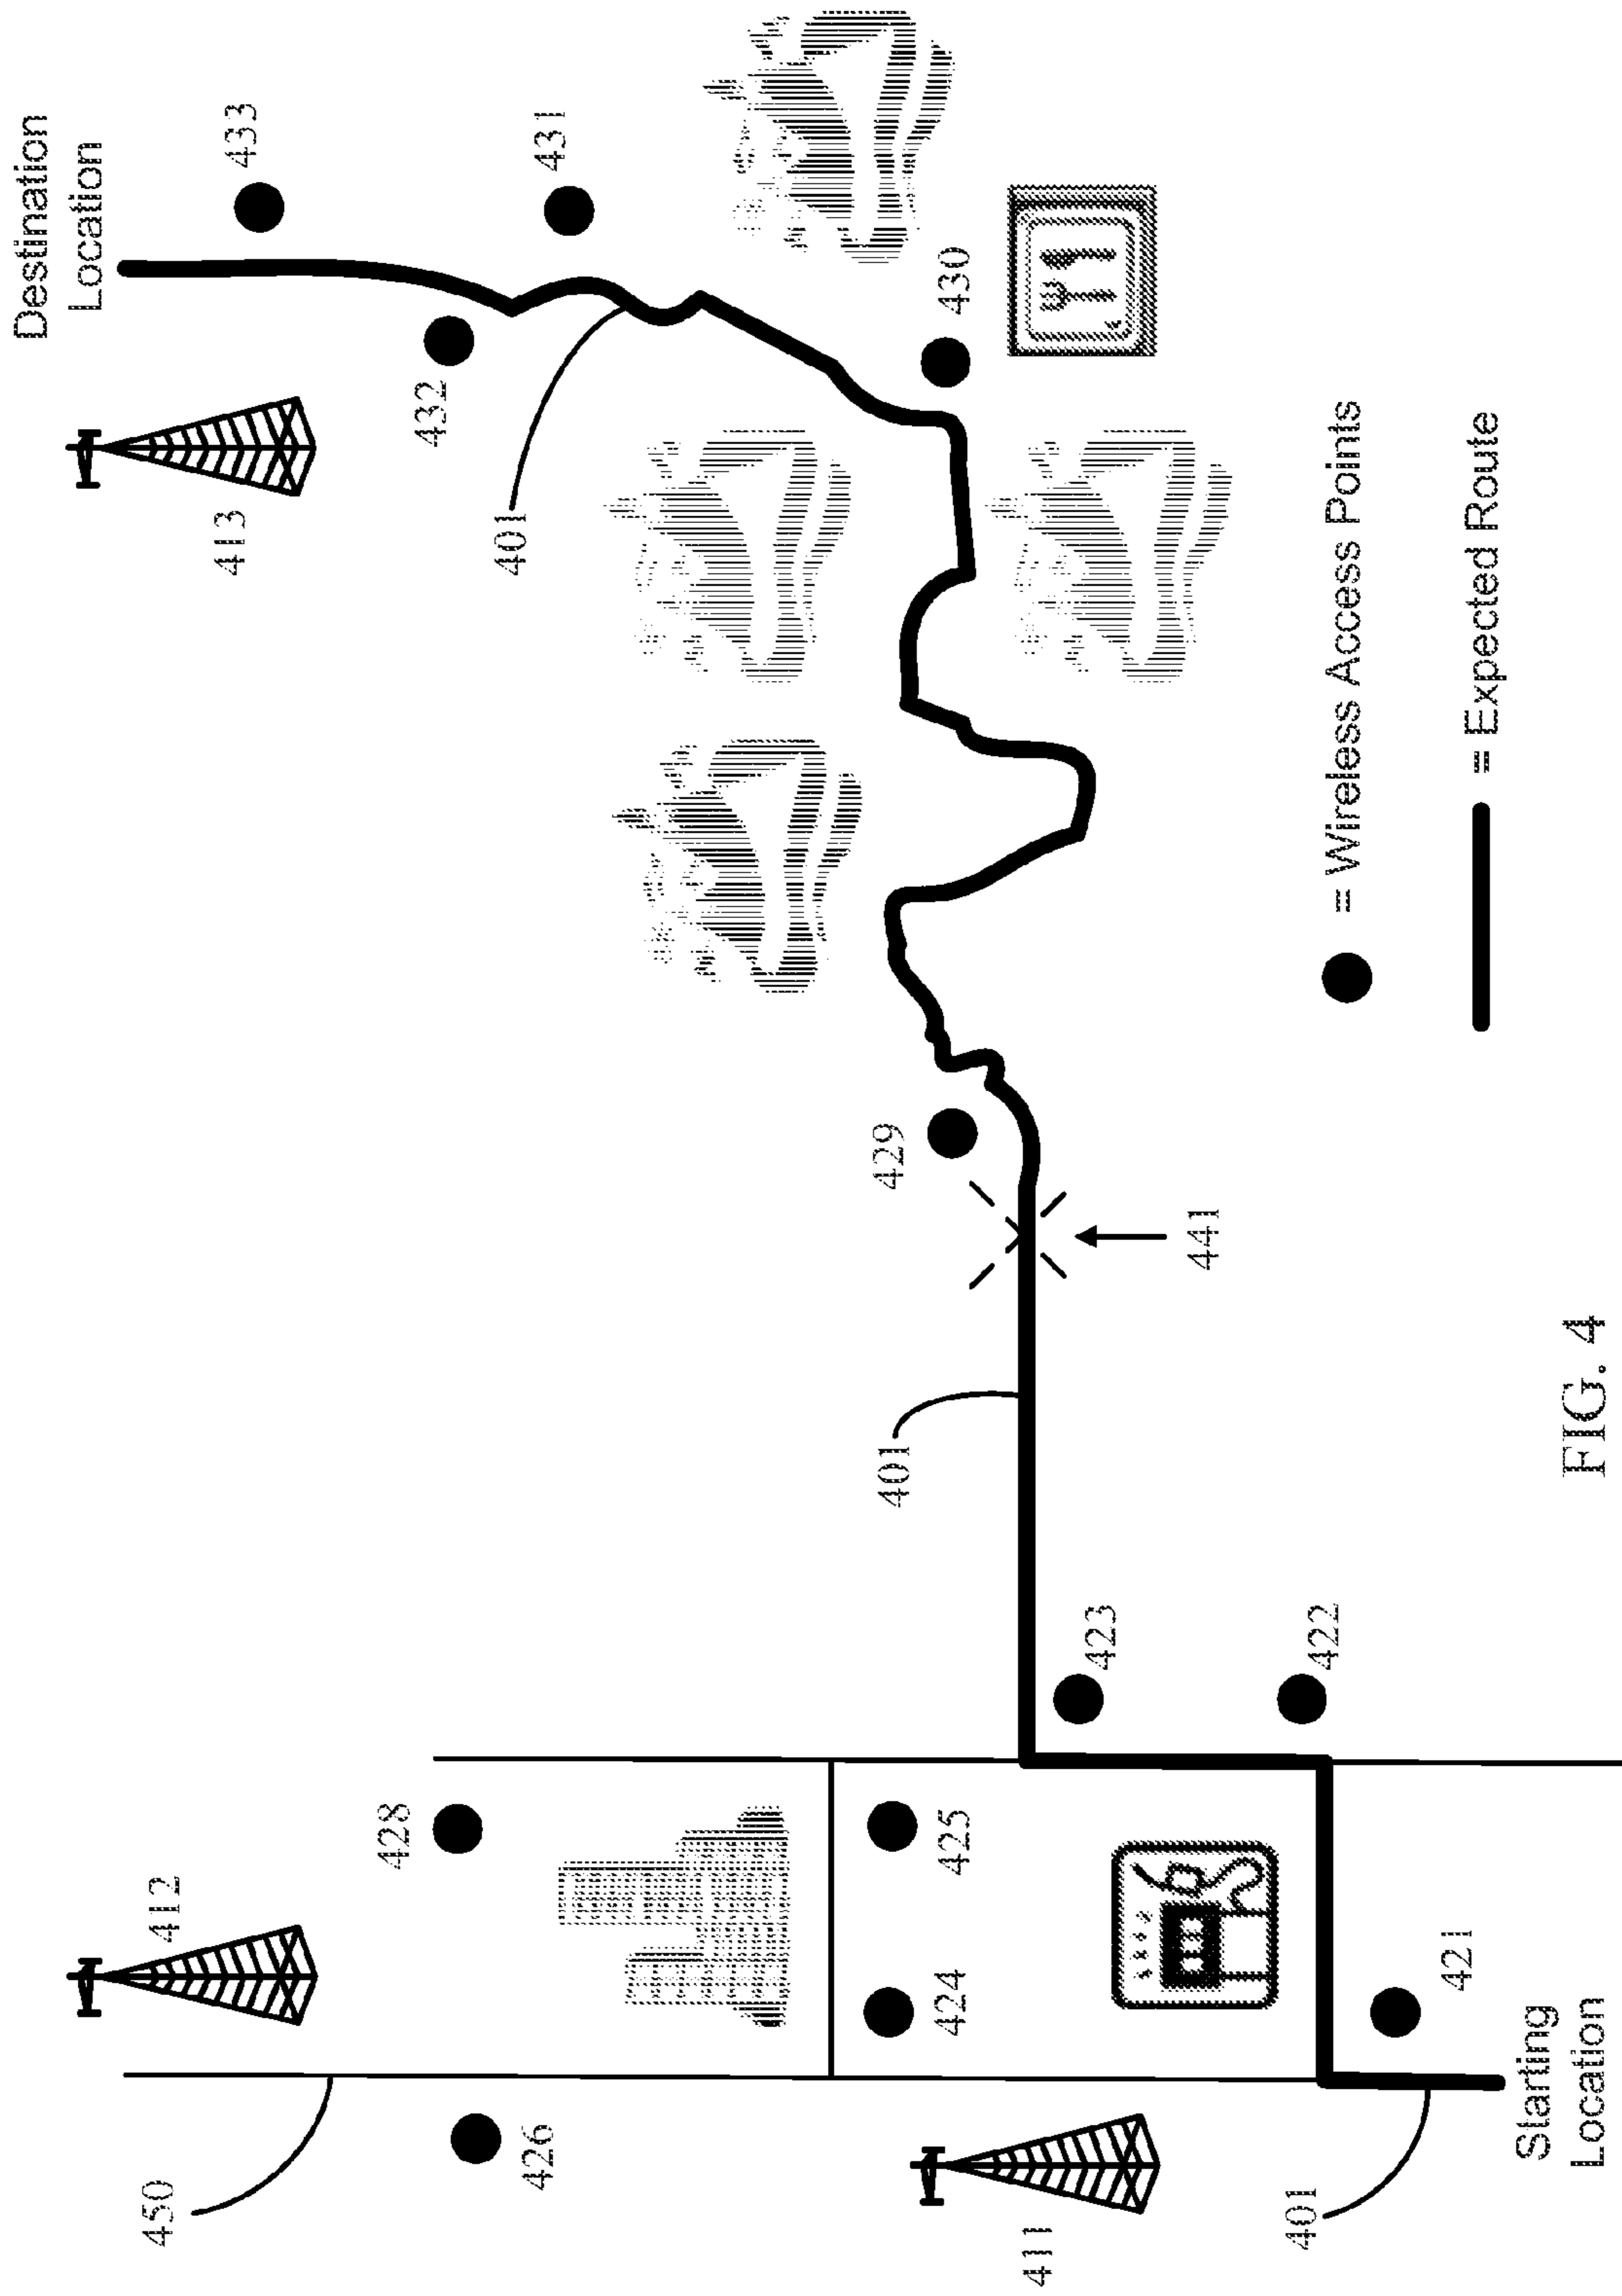 Destination
Location
433
413
432
431
401
430
412
428
450
426
429
401
441
424
425
423
411
422
421
401
Starting
Location
= Wireless Access Points
= Expected Route
FIG. 4